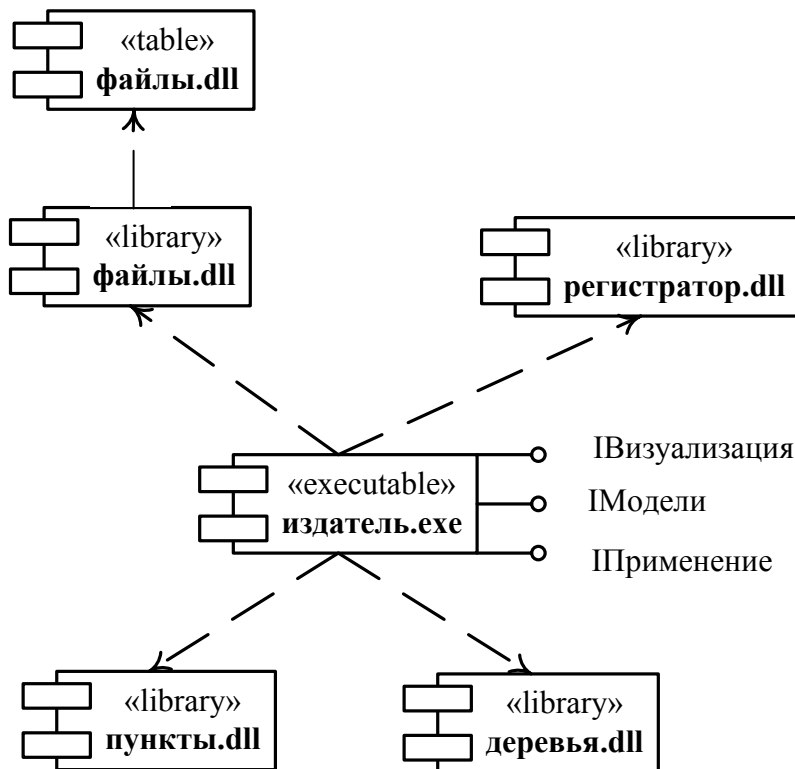 «table»
файлы.dll
«library»
файлы.dll
«library»
регистратор.dll
«executable»
издатель.exe
IВизуализация
IМодели
IПрименение
«library»
пункты.dll
«library»
деревья.dll